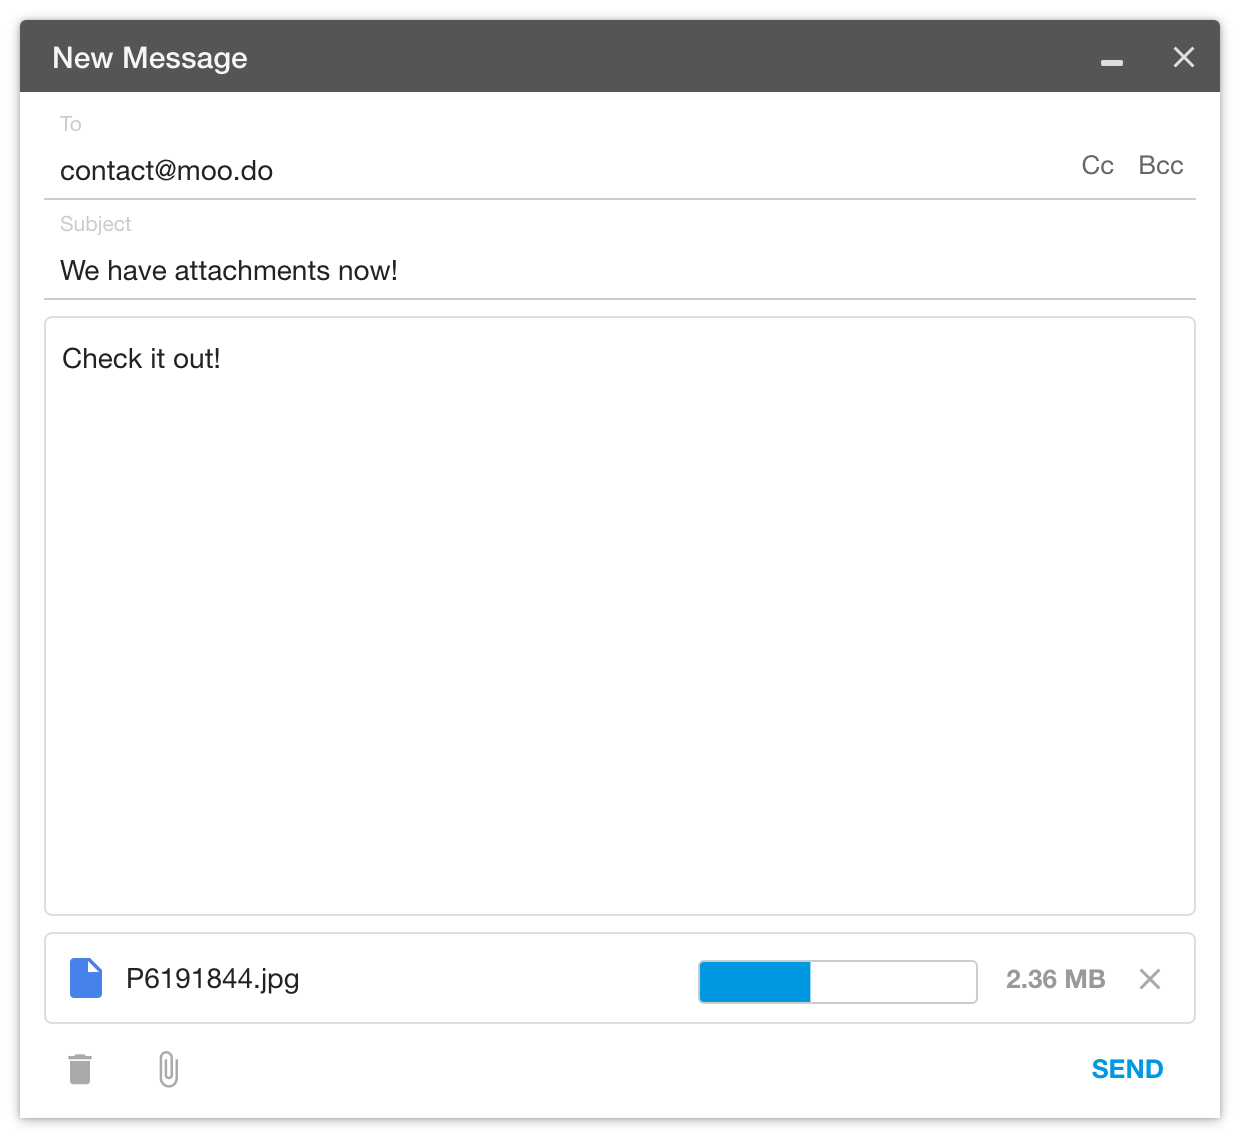 New Message
To
contact@moo.do
Cc Bcc
Subject
We have attachments now!
Check it out!
P6191844.jpg
2.36 MB
SEND